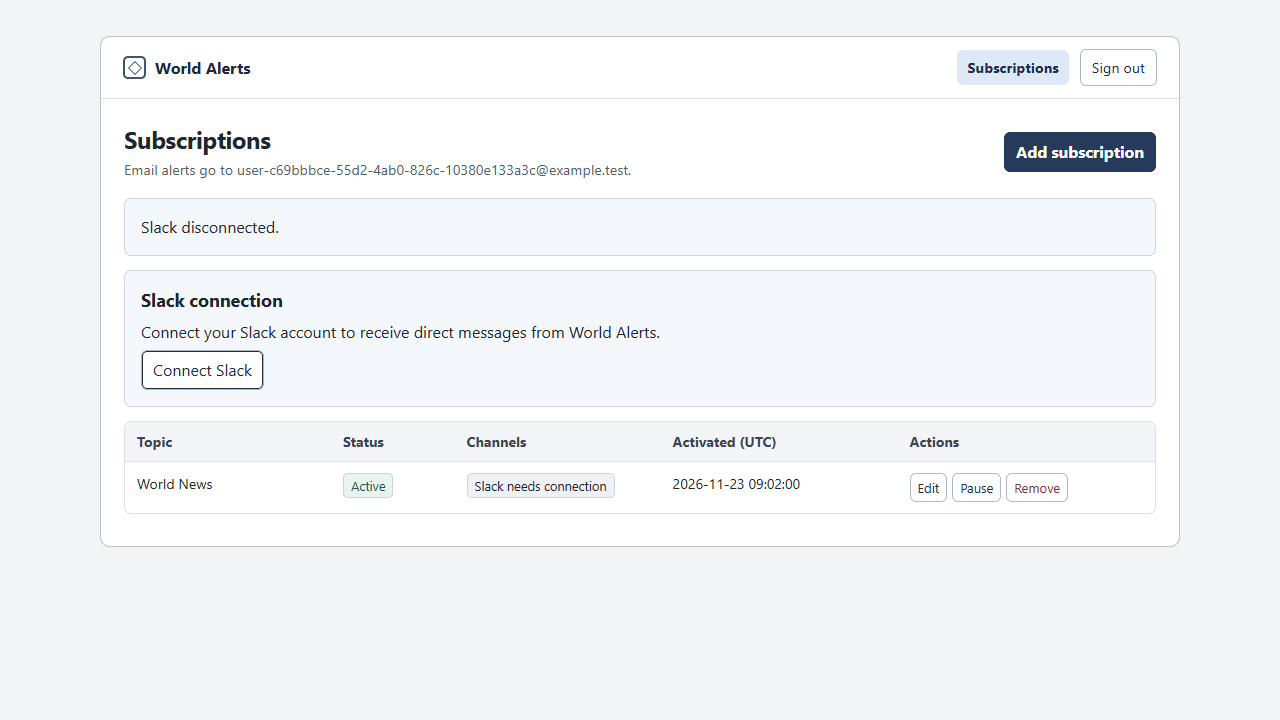 World Alerts
Subscriptions
Sign out
Subscriptions
Email alerts go to user-c69bbbce-55d2-4ab0-826c-10380e133a3c@example.test.
Add subscription
Slack disconnected.
Slack connection
Connect your Slack account to receive direct messages from World Alerts.
Connect Slack
Topic Status Channels Activated (UTC) Actions
World News Active Slack needs connection 2026-11-23 09:02:00 Edit Pause Remove